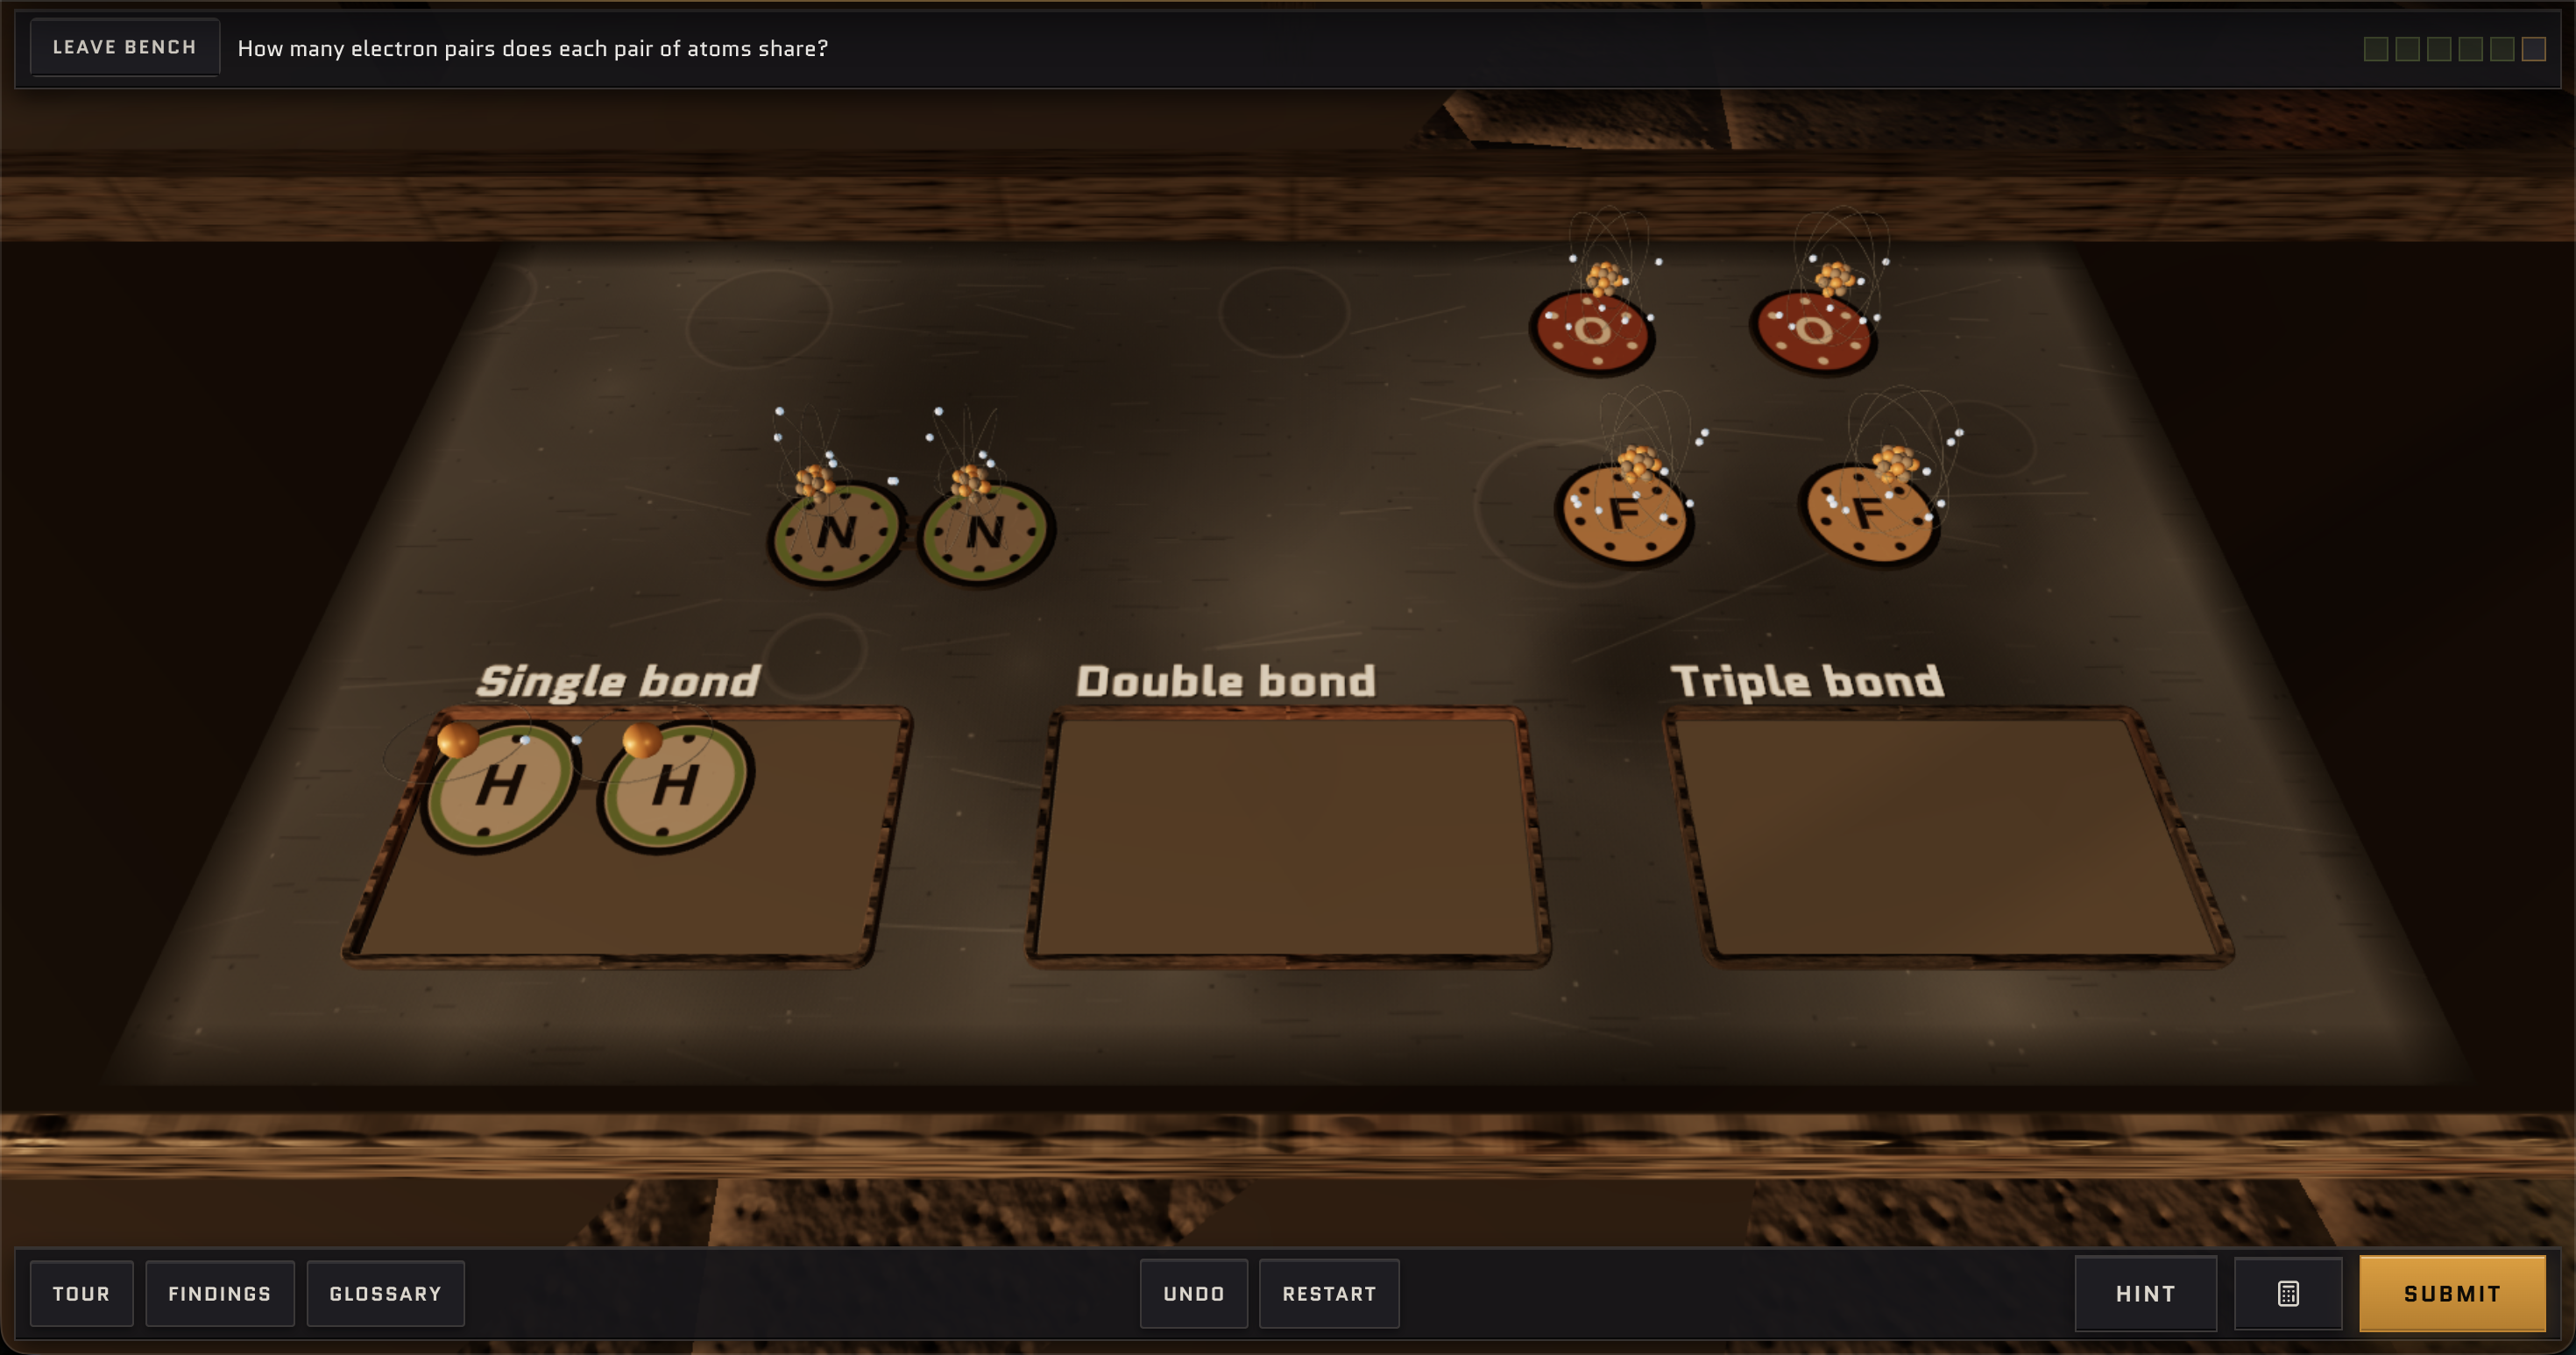 LEAVE BENCH
How many electron pairs does each pair of atoms share?
O O
N N
F F
Single bond
Double bond
Triple bond
H H
TOUR
FINDINGS
GLOSSARY
UNDO
RESTART
HINT
SUBMIT